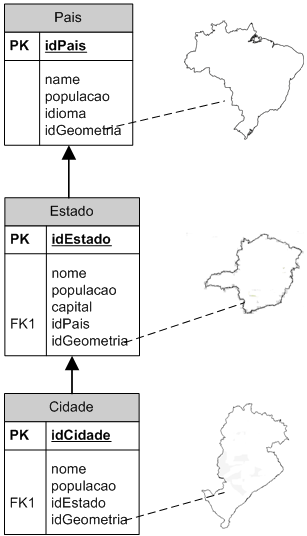 Pais
PK idPais
name
populacao
idioma
idGeometria
Estado
PK idEstado
nome
populacao
capital
FK1 idPais
idGeometria
Cidade
PK idCidade
nome
populacao
FK1 idEstado
idGeometria